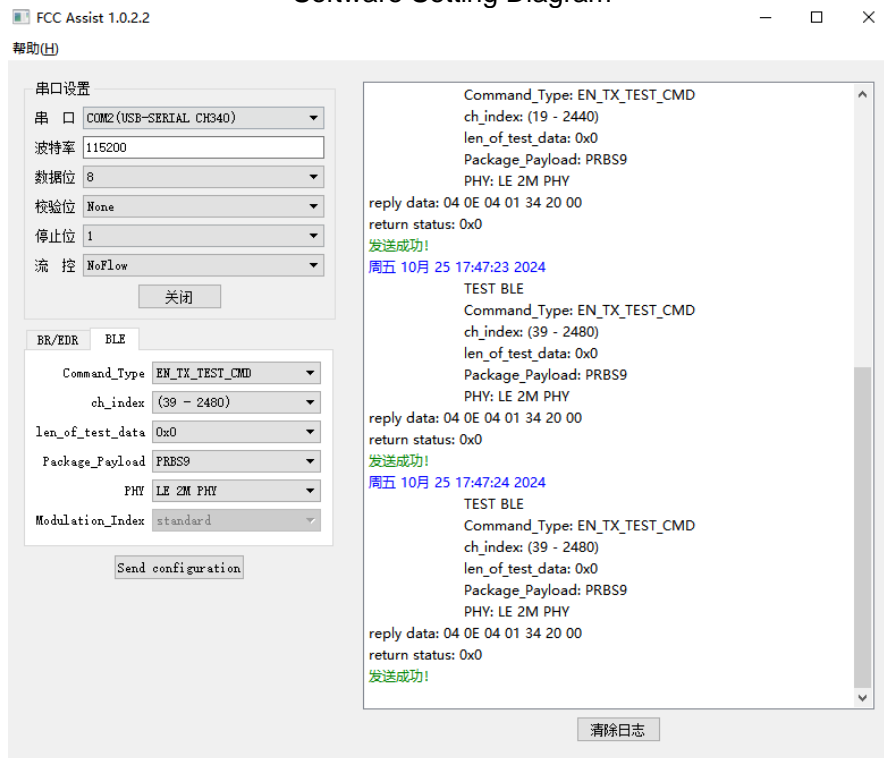 Software Setting Diagram
FCC Assist 1.0.2.2
帮助(H)
串口设置
串 口 COM2(USB-SERIAL CH340)
波特率 115200
数据位 8
校验位 None
停止位 1
流 控 NoFlow
关闭
BR/EDR BLE
Command_Type EN_TX_TEST_CMD
ch_index (39 - 2480)
len_of_test_data 0x0
Package_Payload PRBS9
PHY LE 2M PHY
Modulation_Index standard
Send configuration
Command_Type: EN_TX_TEST_CMD
ch_index: (19 - 2440)
len_of_test_data: 0x0
Package_Payload: PRBS9
PHY: LE 2M PHY
reply data: 04 0E 04 01 34 20 00
return status: 0x0
发送成功!
周五 10月 25 17:47:23 2024
TEST BLE
Command_Type: EN_TX_TEST_CMD
ch_index: (39 - 2480)
len_of_test_data: 0x0
Package_Payload: PRBS9
PHY: LE 2M PHY
reply data: 04 0E 04 01 34 20 00
return status: 0x0
发送成功!
周五 10月 25 17:47:24 2024
TEST BLE
Command_Type: EN_TX_TEST_CMD
ch_index: (39 - 2480)
len_of_test_data: 0x0
Package_Payload: PRBS9
PHY: LE 2M PHY
reply data: 04 0E 04 01 34 20 00
return status: 0x0
发送成功!
清除日志